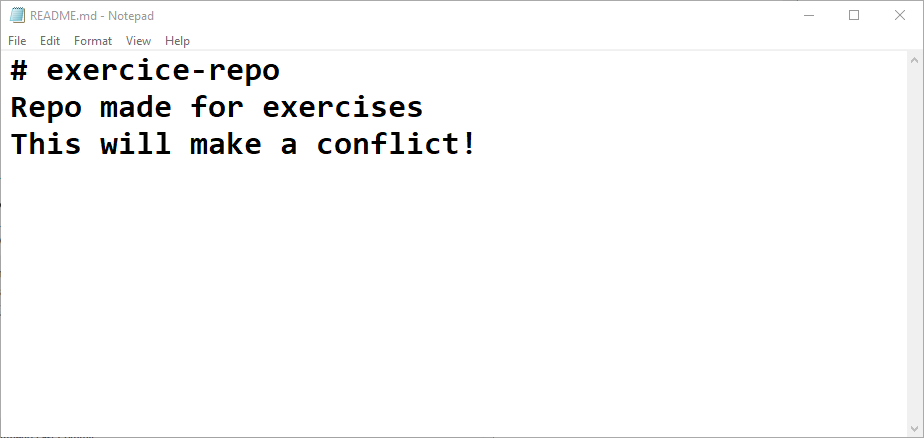 README.md - Notepad
File Edit Format View Help
# exercice-repo
Repo made for exercises
This will make a conflict!